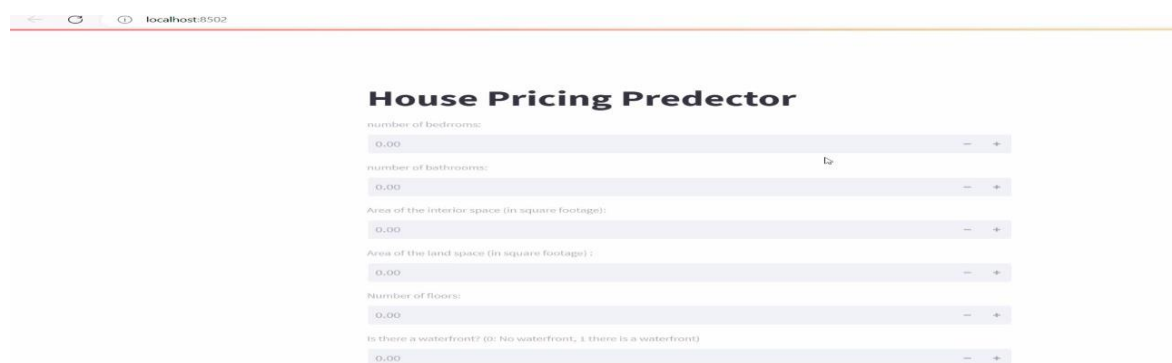 localhost:8502
House Pricing Predector
number of bedrroms:
0.00
number of bathrooms:
0.00
Area of the interior space (in square footage):
0.00
Area of the land space (in square footage) :
0.00
Number of floors:
0.00
Is there a waterfront? (0: No waterfront, 1 there is a waterfront)
0.00